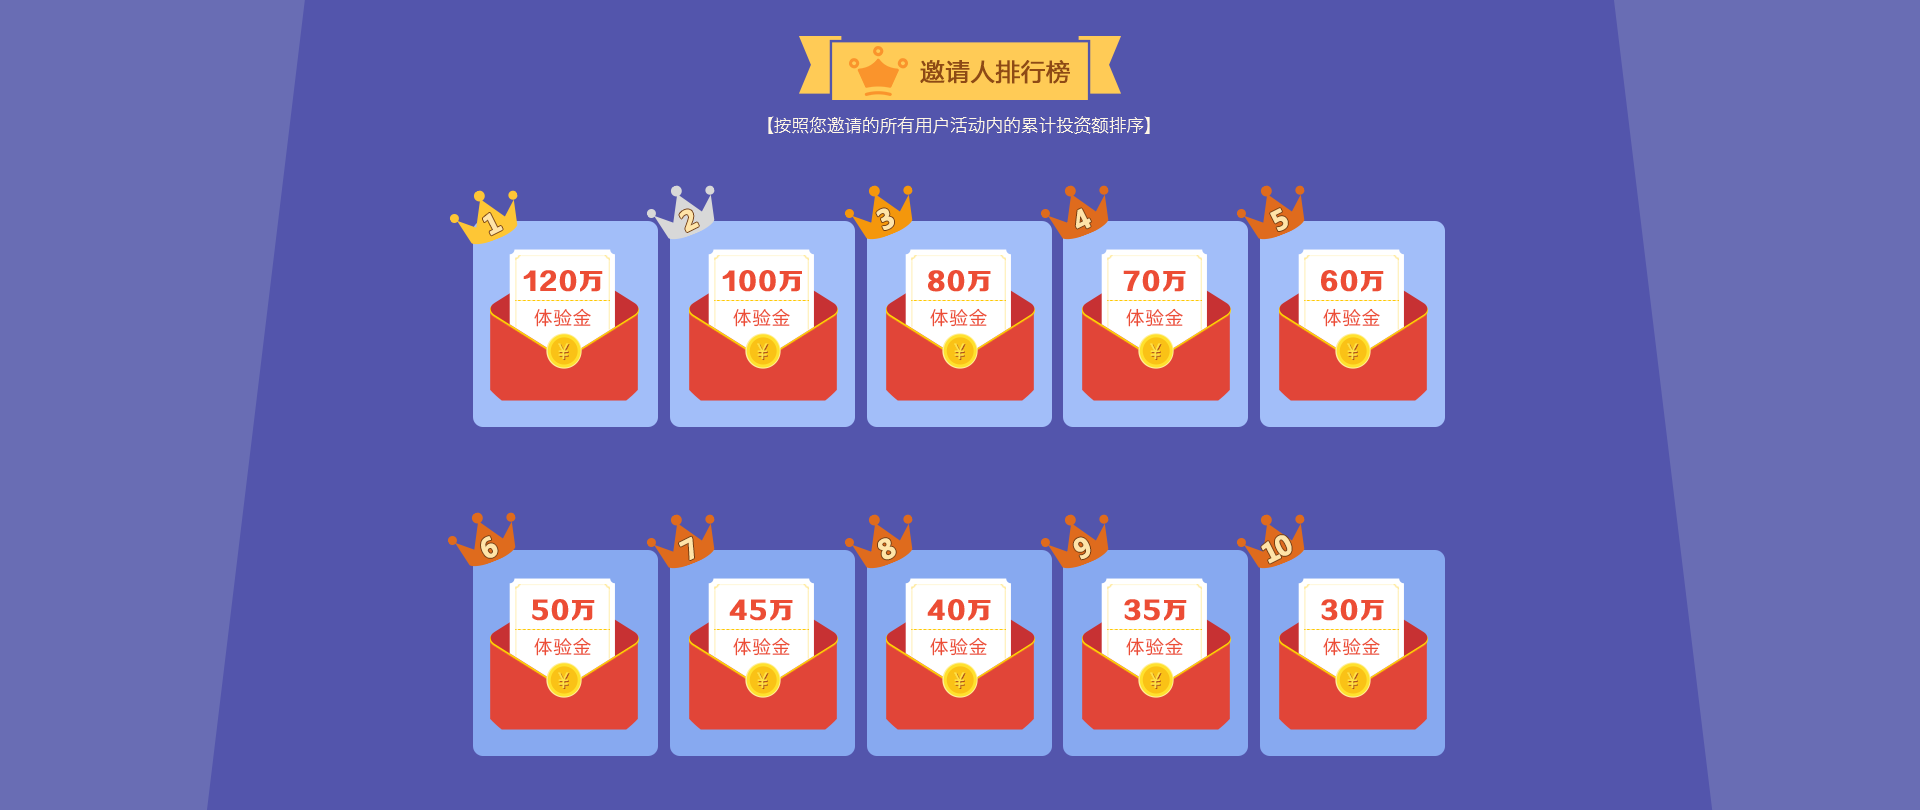 邀请人排行榜
【按照您邀请的所有用户活动内的累计投资额排序】
1 2 3 4 5
120万 100万 80万 70万 60万
体验金 体验金 体验金 体验金 体验金
¥ ¥ ¥ ¥ ¥
6 7 8 9 10
50万 45万 40万 35万 30万
体验金 体验金 体验金 体验金 体验金
¥ ¥ ¥ ¥ ¥